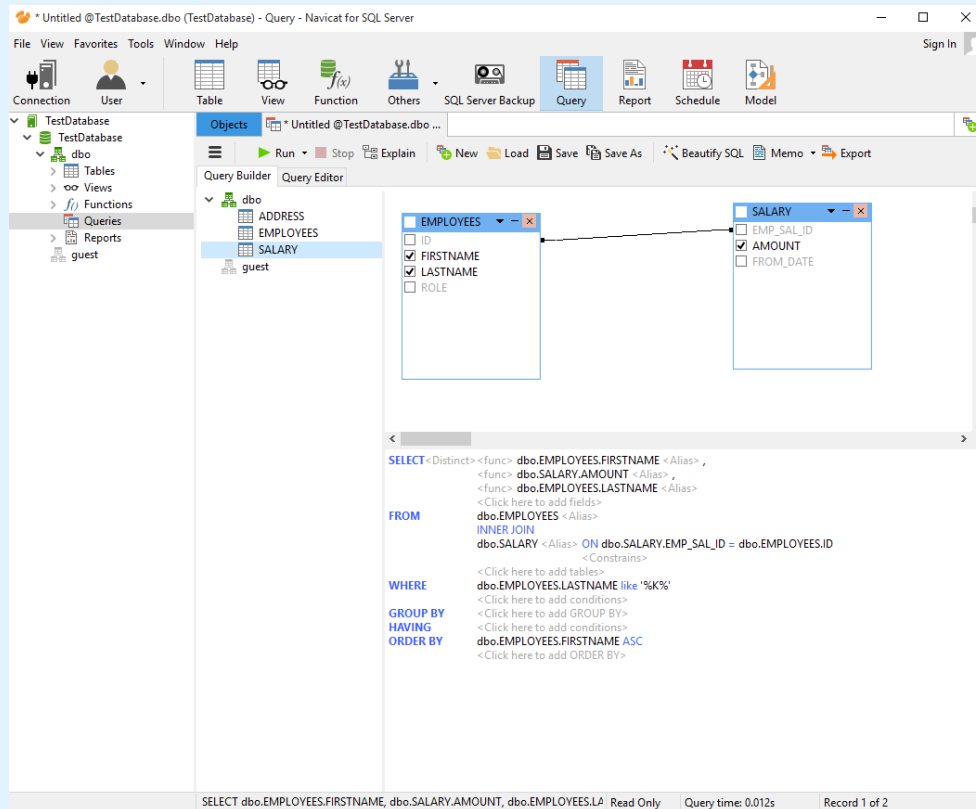 * Untitled @TestDatabase.dbo (TestDatabase) - Query - Navicat for SQL Server
File View Favorites Tools Window Help Sign In
Connection User Table View Function Others SQL Server Backup Query Report Schedule Model
TestDatabase
TestDatabase
dbo
Tables
Views
Functions
Queries
Reports
guest
Objects * Untitled @TestDatabase.dbo ...
Run Stop Explain New Load Save Save As Beautify SQL Memo Export
Query Builder Query Editor
dbo
ADDRESS
EMPLOYEES
SALARY
guest
EMPLOYEES
ID
FIRSTNAME
LASTNAME
ROLE
SALARY
EMP_SAL_ID
AMOUNT
FROM_DATE
SELECT <Distinct> <func> dbo.EMPLOYEES.FIRSTNAME <Alias> ,
<func> dbo.SALARY.AMOUNT <Alias> ,
<func> dbo.EMPLOYEES.LASTNAME <Alias>
<Click here to add fields>
FROM dbo.EMPLOYEES <Alias>
INNER JOIN
dbo.SALARY <Alias> ON dbo.SALARY.EMP_SAL_ID = dbo.EMPLOYEES.ID
<Constrains>
<Click here to add tables>
WHERE dbo.EMPLOYEES.LASTNAME like '%K%'
<Click here to add conditions>
GROUP BY <Click here to add GROUP BY>
HAVING <Click here to add conditions>
ORDER BY dbo.EMPLOYEES.FIRSTNAME ASC
<Click here to add ORDER BY>
SELECT dbo.EMPLOYEES.FIRSTNAME, dbo.SALARY.AMOUNT, dbo.EMPLOYEES.LA Read Only Query time: 0.012s Record 1 of 2